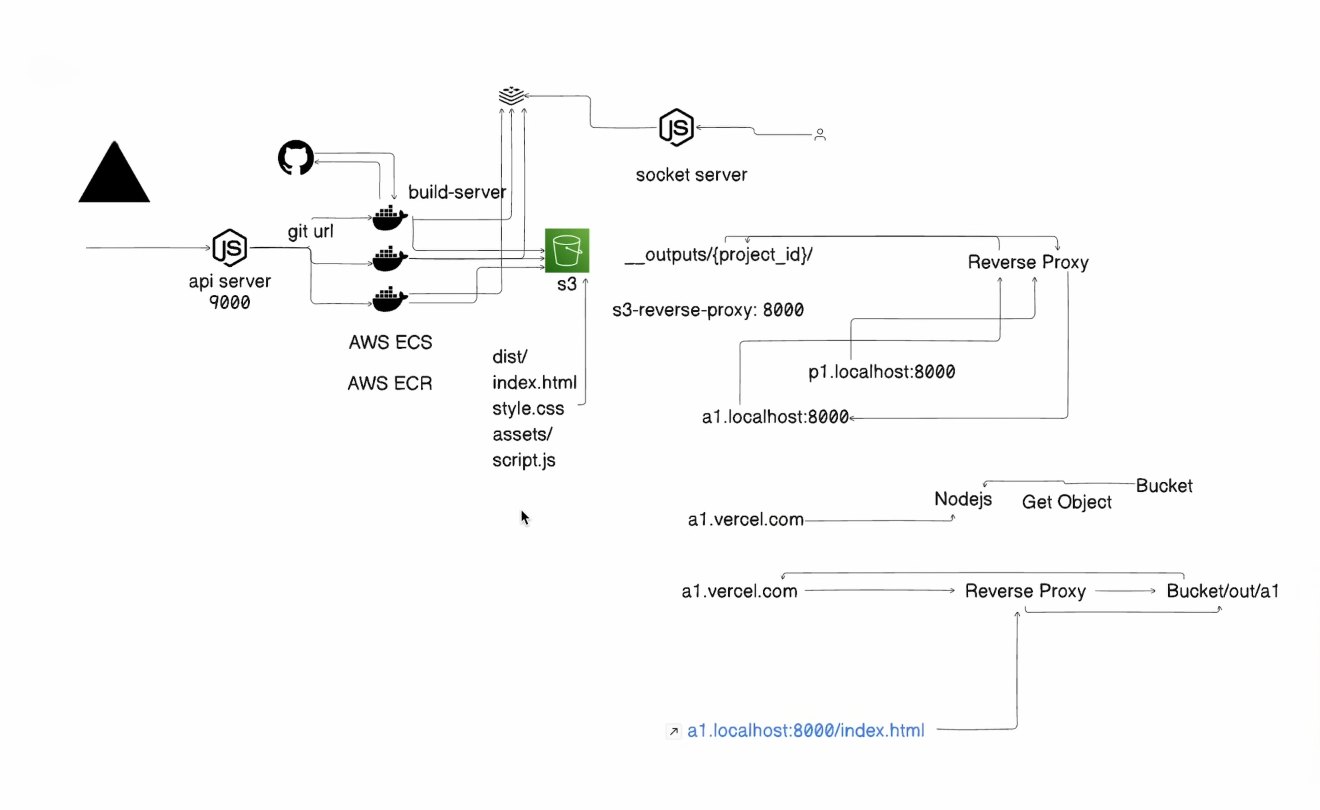 JS
socket server
build-server
git url
JS
api server
9000
s3
AWS ECS
AWS ECR
dist/
index.html
style.css
assets/
script.js
__outputs/{project_id}/
Reverse Proxy
s3-reverse-proxy: 8000
p1.localhost:8000
a1.localhost:8000
Bucket
Nodejs
Get Object
a1.vercel.com
a1.vercel.com
Reverse Proxy
Bucket/out/a1
a1.localhost:8000/index.html